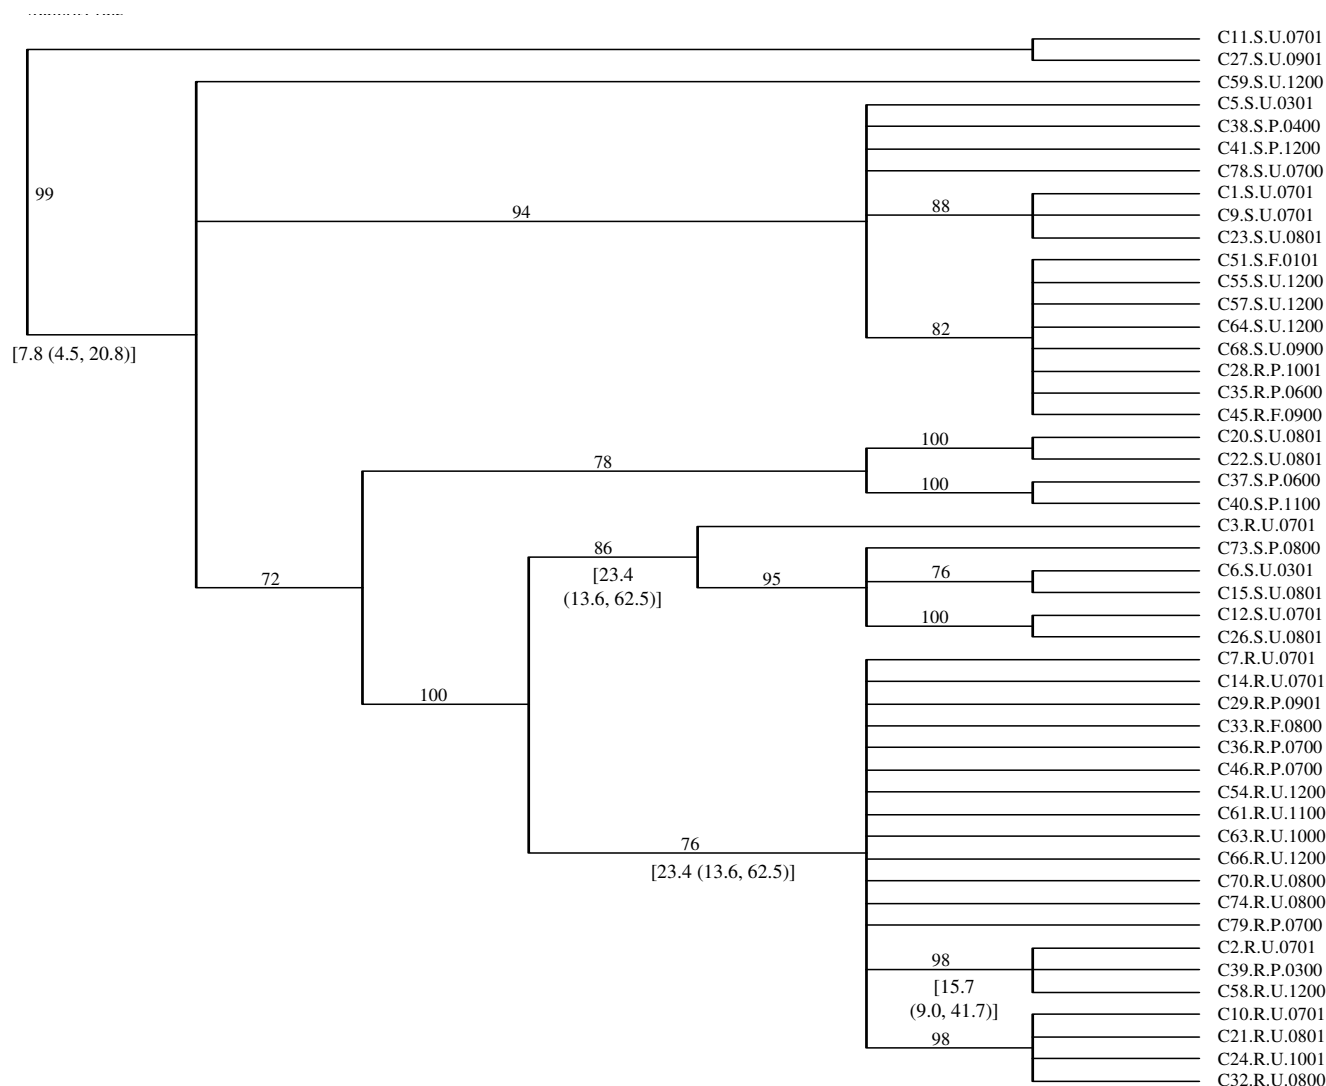 C11.S.U.0701
C27.S.U.0901
C59.S.U.1200
C5.S.U.0301
C38.S.P.0400
C41.S.P.1200
C78.S.U.0700
99
C1.S.U.0701
88
94
C9.S.U.0701
C23.S.U.0801
C51.S.F.0101
C55.S.U.1200
C57.S.U.1200
82
C64.S.U.1200
[7.8 (4.5, 20.8)]
C68.S.U.0900
C28.R.P.1001
C35.R.P.0600
C45.R.F.0900
100
C20.S.U.0801
78
C22.S.U.0801
100
C37.S.P.0600
C40.S.P.1100
C3.R.U.0701
86
C73.S.P.0800
72
[23.4
(13.6, 62.5)]
95
76
C6.S.U.0301
C15.S.U.0801
100
C12.S.U.0701
C26.S.U.0801
C7.R.U.0701
C14.R.U.0701
100
C29.R.P.0901
C33.R.F.0800
C36.R.P.0700
C46.R.P.0700
C54.R.U.1200
C61.R.U.1100
C63.R.U.1000
76
C66.R.U.1200
[23.4 (13.6, 62.5)]
C70.R.U.0800
C74.R.U.0800
C79.R.P.0700
C2.R.U.0701
98
C39.R.P.0300
[15.7
(9.0, 41.7)]
C58.R.U.1200
C10.R.U.0701
98
C21.R.U.0801
C24.R.U.1001
C32.R.U.0800